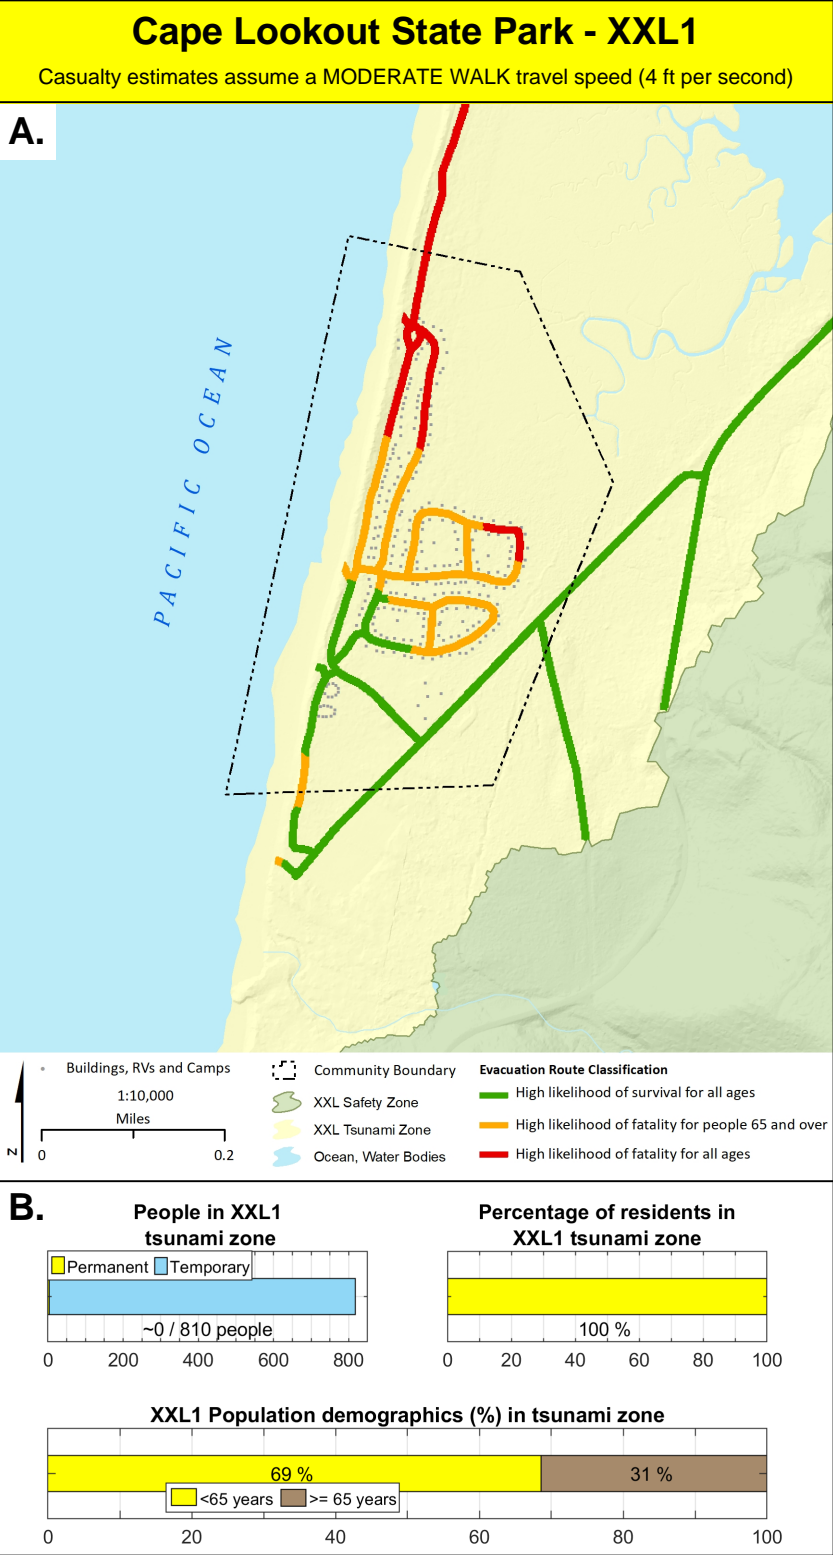 Cape Lookout State Park - XXL1
Casualty estimates assume a MODERATE WALK travel speed (4 ft per second)
A.
PACIFIC OCEAN
Buildings, RVs and Camps
1:10,000
Miles
0
0.2
N
Community Boundary
XXL Safety Zone
XXL Tsunami Zone
Ocean, Water Bodies
Evacuation Route Classification
High likelihood of survival for all ages
High likelihood of fatality for people 65 and over
High likelihood of fatality for all ages
B.
People in XXL1
tsunami zone
Permanent
Temporary
~0 / 810 people
0 200 400 600 800
Percentage of residents in
XXL1 tsunami zone
100 %
0 20 40 60 80 100
XXL1 Population demographics (%) in tsunami zone
69 %
31 %
<65 years
>= 65 years
0 20 40 60 80 100